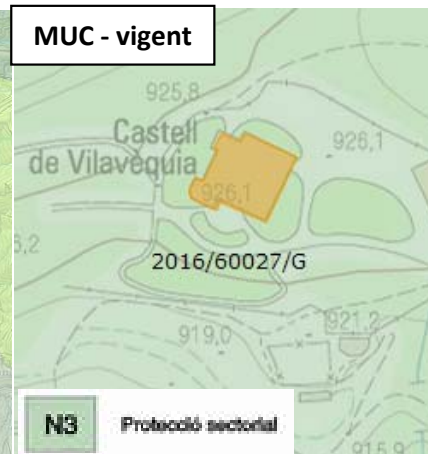 MUC - vigent
925,8
Castell
de Vilavèquia
926,1
926,1
6,2
2016/60027/G
919,0
921,2
N3 Protecció sectorial
915,9